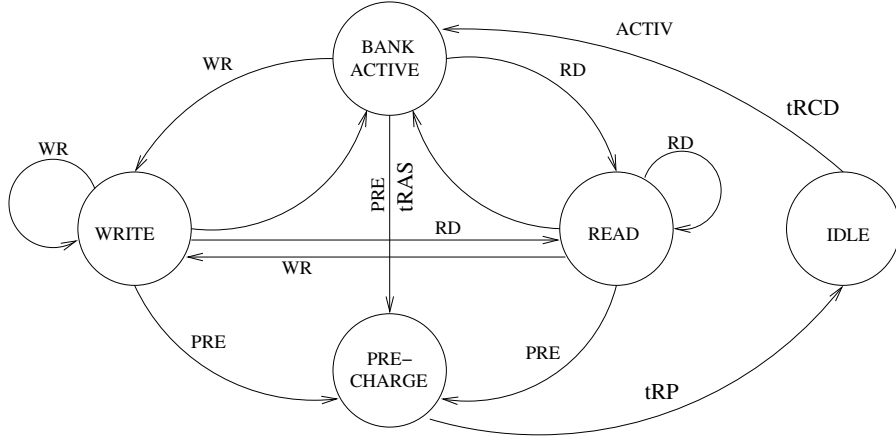 ACTIV
BANK
ACTIVE
WR
RD
tRCD
WR
RD
PRE
tRAS
WRITE
RD
READ
IDLE
WR
PRE
PRE
PRE−
CHARGE
tRP